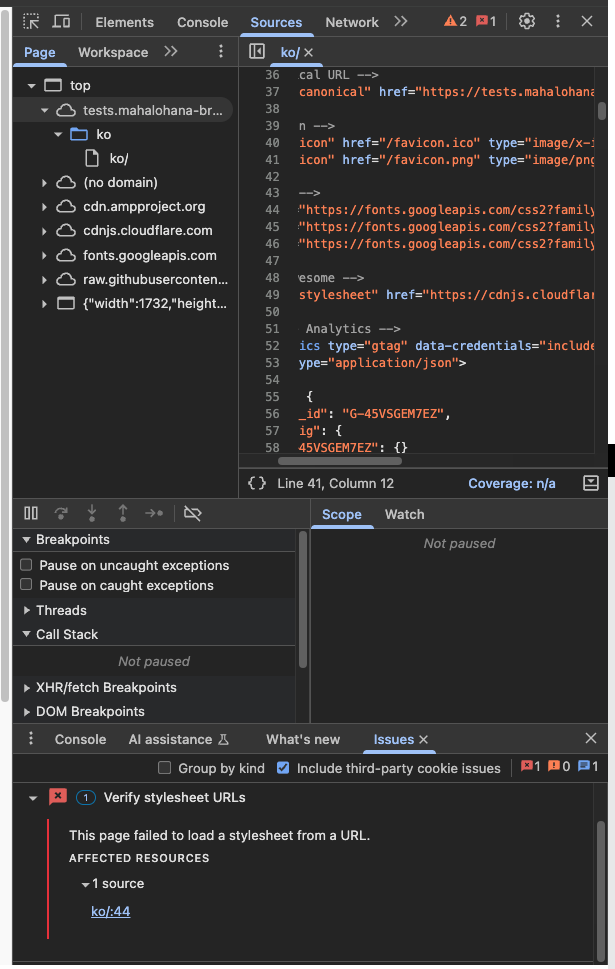 Elements Console Sources Network 2 1
Page Workspace
ko/
top
tests.mahalohana-br...
ko
ko/
(no domain)
cdn.ampproject.org
cdnjs.cloudflare.com
fonts.googleapis.com
raw.githubuserconten...
{"width":1732,"height...
36 cal URL -->
37 canonical" href="https://tests.mahalohana
38
39 n -->
40 icon" href="/favicon.ico" type="image/x-i
41 icon" href="/favicon.png" type="image/png
42
43 -->
44 "https://fonts.googleapis.com/css2?family
45 "https://fonts.googleapis.com/css2?family
46 "https://fonts.googleapis.com/css2?family
47
48 esome -->
49 stylesheet" href="https://cdnjs.cloudflar
50
51 Analytics -->
52 ics type="gtag" data-credentials="include
53 ype="application/json">
54
55 {
56 _id": "G-45VSGEM7EZ",
57 ig": {
58 45VSGEM7EZ": {}
{} Line 41, Column 12 Coverage: n/a
Scope Watch
Not paused
Breakpoints
Pause on uncaught exceptions
Pause on caught exceptions
Threads
Call Stack
Not paused
XHR/fetch Breakpoints
DOM Breakpoints
Console AI assistance What's new Issues
Group by kind Include third-party cookie issues 1 0 1
1 Verify stylesheet URLs
This page failed to load a stylesheet from a URL.
AFFECTED RESOURCES
1 source
ko/:44